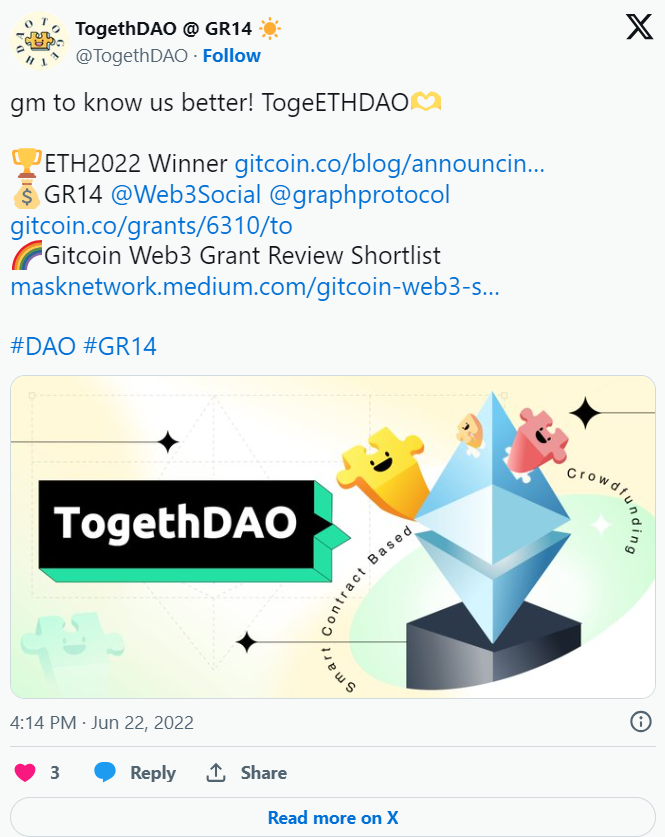 TogethDAO @ GR14 ☀️
@TogethDAO · Follow
gm to know us better! TogeETHDAO🫶
🏆ETH2022 Winner gitcoin.co/blog/announcin…
💰GR14 @Web3Social @graphprotocol
gitcoin.co/grants/6310/to
🌈Gitcoin Web3 Grant Review Shortlist
masknetwork.medium.com/gitcoin-web3-s…
#DAO #GR14
TogethDAO
Smart Contract Based
Crowdfunding
4:14 PM · Jun 22, 2022
3 Reply Share
Read more on X